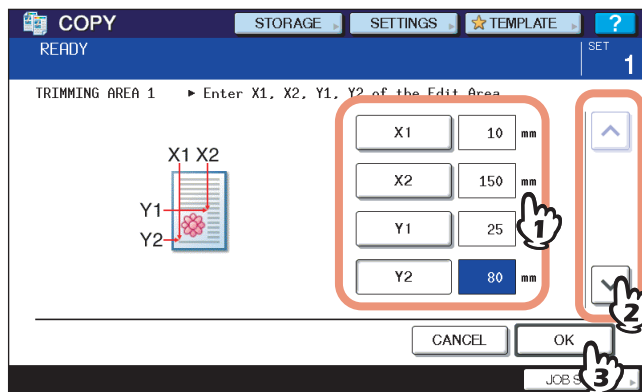 COPY STORAGE SETTINGS TEMPLATE ?
READY SET
1
TRIMMING AREA 1 ▶ Enter X1, X2, Y1, Y2 of the Edit Area
X1 10 mm
X1 X2
X2 150 mm
Y1
Y1 25
1
Y2
Y2 80 mm
2
CANCEL OK
JOB S
3